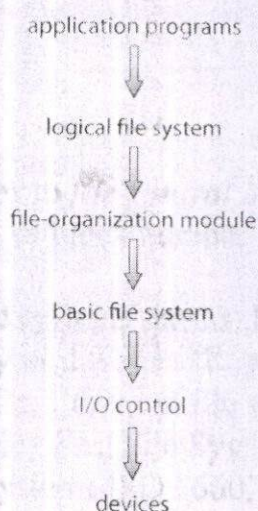 application programs
logical file system
file-organization module
basic file system
I/O control
devices